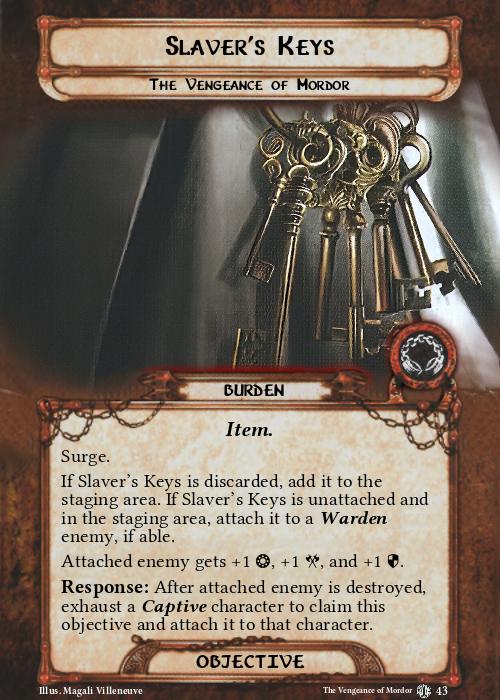 Slaver's Keys
The Vengeance of Mordor
Burden
Item.
Surge.
If Slaver's Keys is discarded, add it to the
staging area. If Slaver's Keys is unattached and
in the staging area, attach it to a Warden
enemy, if able.
Attached enemy gets +1, +1, and +1.
Response: After attached enemy is destroyed,
exhaust a Captive character to claim this
objective and attach it to that character.
Objective
Illus. Magali Villeneuve
The Vengeance of Mordor 43